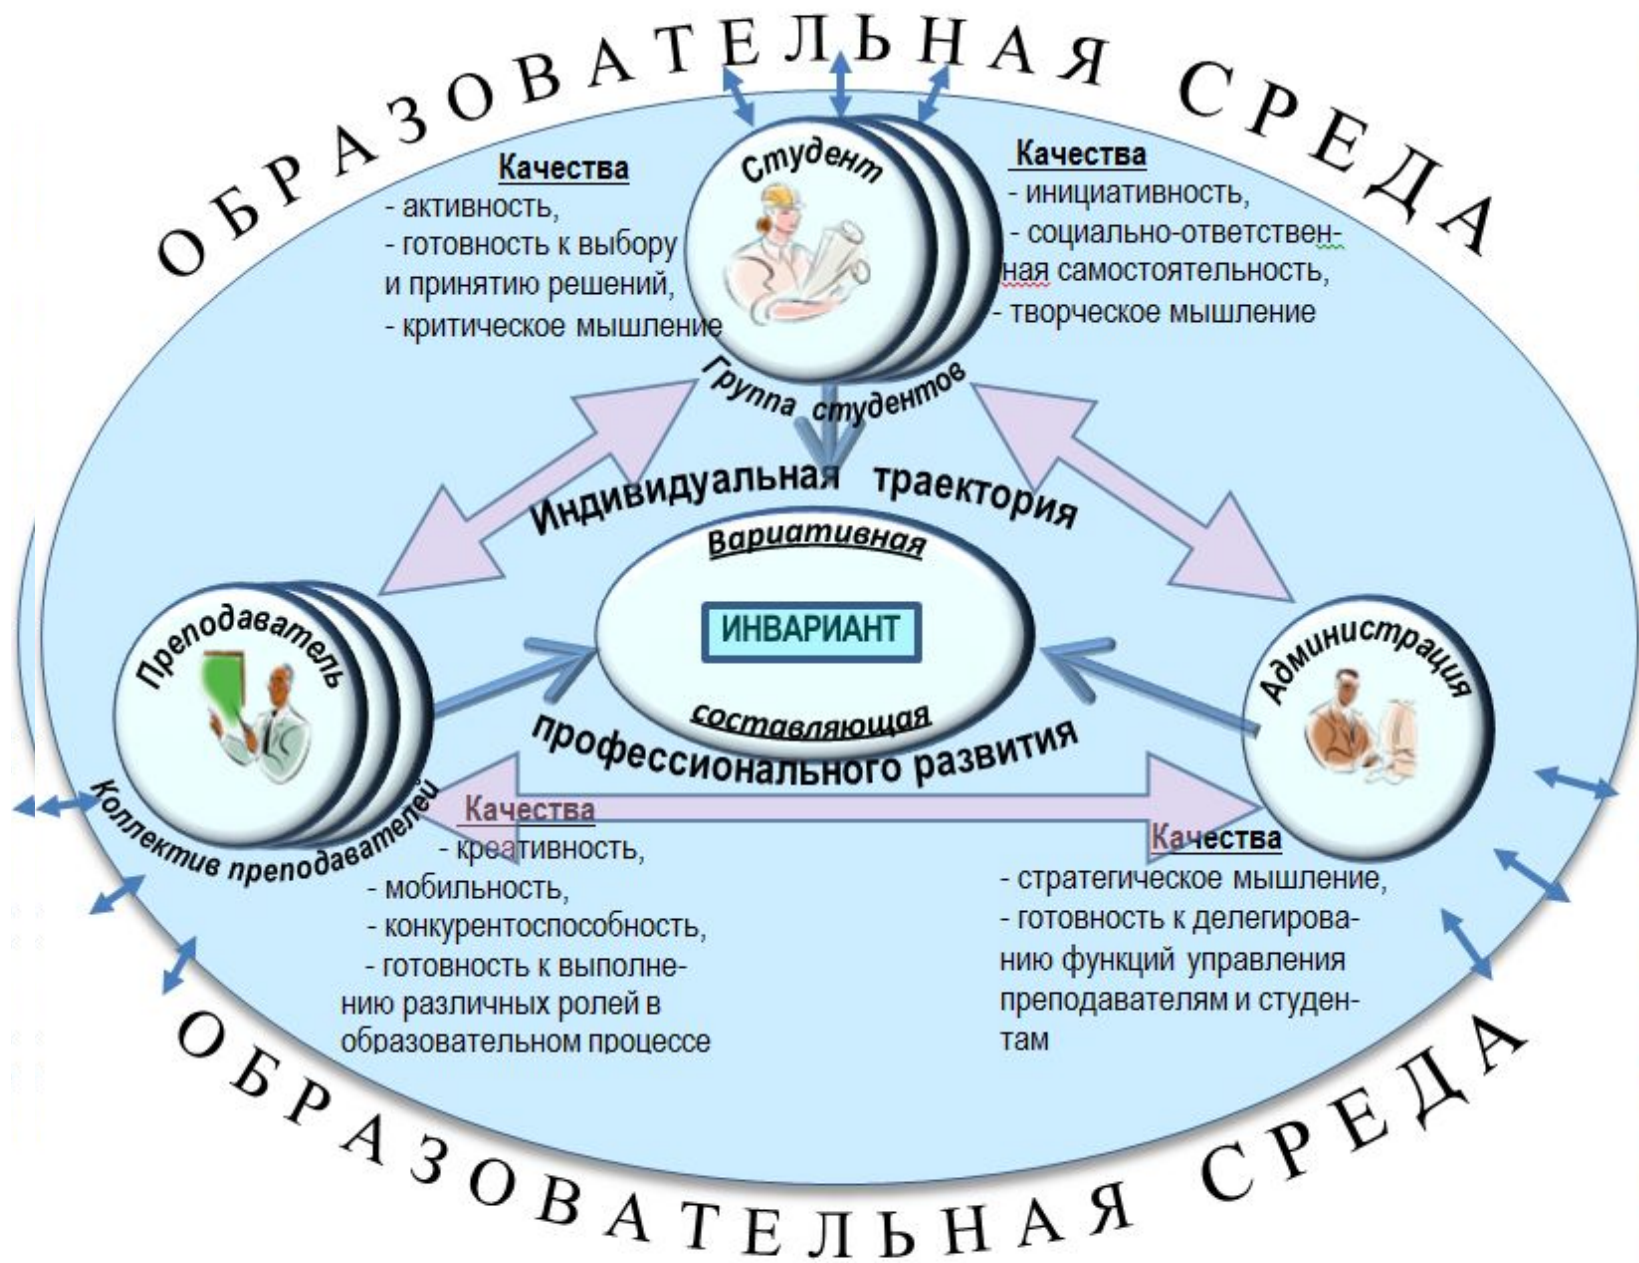 ОБРАЗОВАТЕЛЬНАЯ СРЕДА
Качества
- активность,
- готовность к выбору
и принятию решений,
- критическое мышление
Студент
Группа студентов
Качества
- инициативность,
- социально-ответствен-
ная самостоятельность,
- творческое мышление
Индивидуальная траектория
Вариативная
ИНВАРИАНТ
составляющая
профессионального развития
Преподаватель
Коллектив преподавателей
Администрация
Качества
- креативность,
- мобильность,
- конкурентоспособность,
- готовность к выполне-
нию различных ролей в
образовательном процессе
Качества
- стратегическое мышление,
- готовность к делегирова-
нию функций управления
преподавателям и студен-
там
ОБРАЗОВАТЕЛЬНАЯ СРЕДА